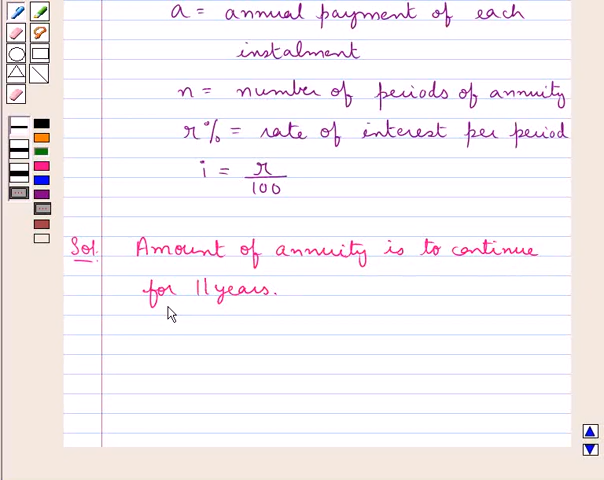 a = annual payment of each
instalment
n = number of periods of annuity
r% = rate of interest per period
i = r/100
Sol. Amount of annuity is to continue
for 11 years.